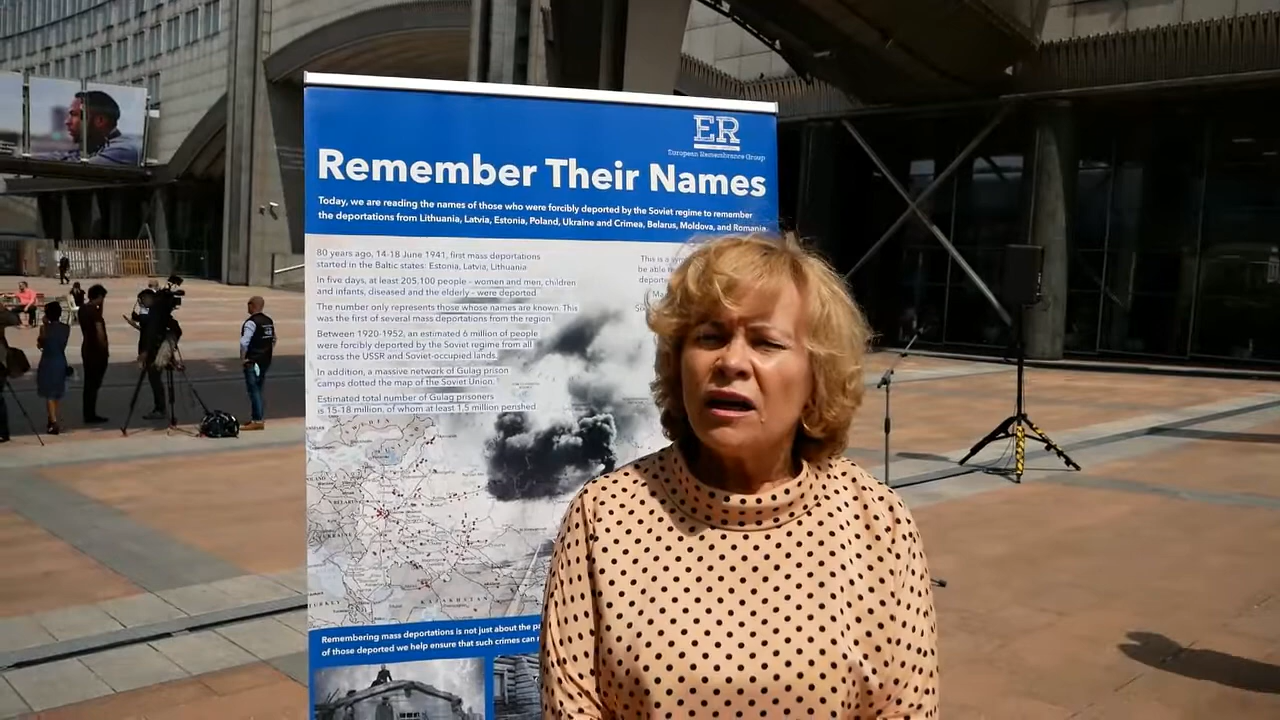 ER
European Remembrance Group
Remember Their Names
Today, we are reading the names of those who were forcibly deported by the Soviet regime to remember
the deportations from Lithuania, Latvia, Estonia, Poland, Ukraine and Crimea, Belarus, Moldova, and Romania.
80 years ago, 14-18 June 1941, first mass deportations
started in the Baltic states: Estonia, Latvia, Lithuania
In five days, at least 205.100 people - women and men, children
and infants, diseased and the elderly - were deported
The number only represents those whose names are known. This
was the first of several mass deportations from the region
Between 1920-1952, an estimated 6 million of people
were forcibly deported by the Soviet regime from all
across the USSR and Soviet-occupied lands.
In addition, a massive network of Gulag prison
camps dotted the map of the Soviet Union.
Estimated total number of Gulag prisoners
is 15-18 million, of whom at least 1,5 million perished
This is a
be able
KAZAKHSTAN
TURKEY
Remembering mass deportations is not just about the
of those deported we help ensure that such crimes can